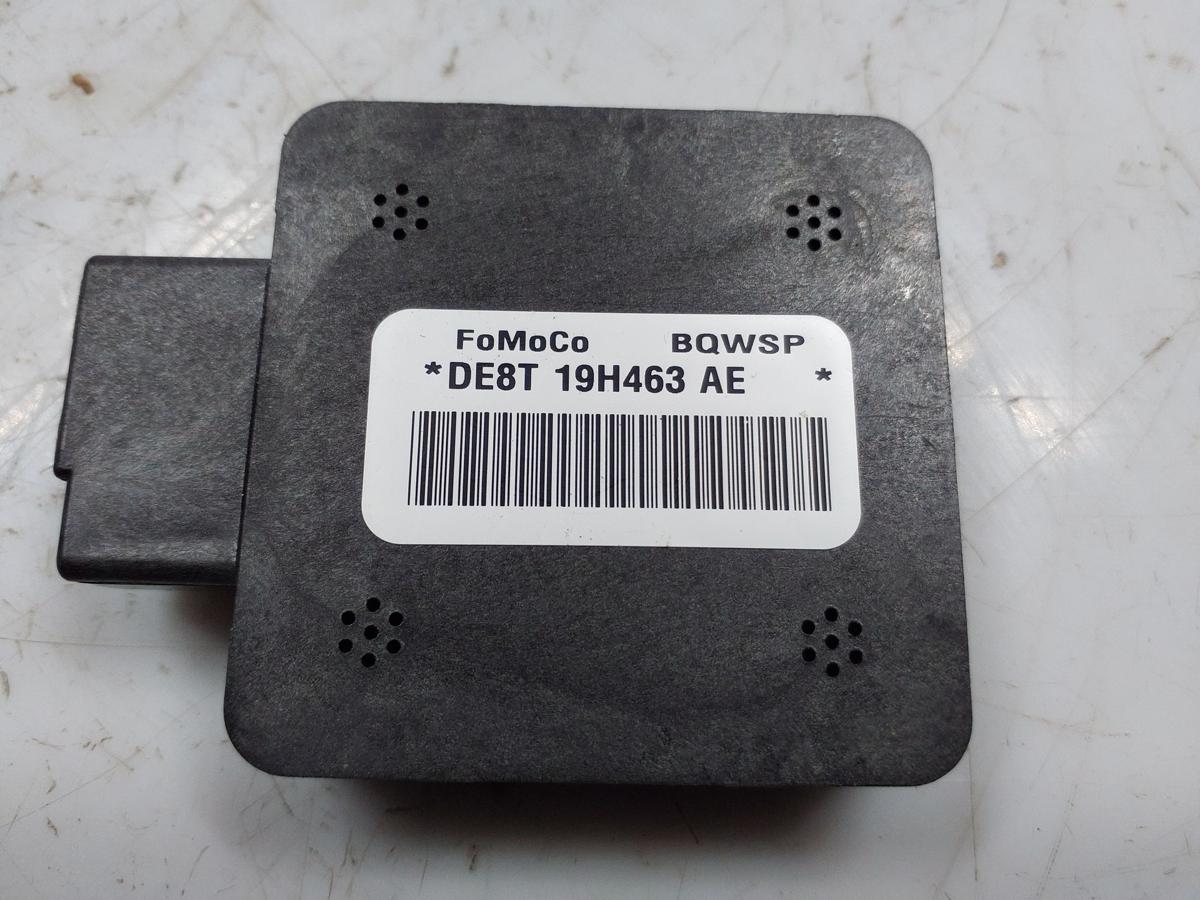 FoMoCo BQWSP
*DE8T 19H463 AE *